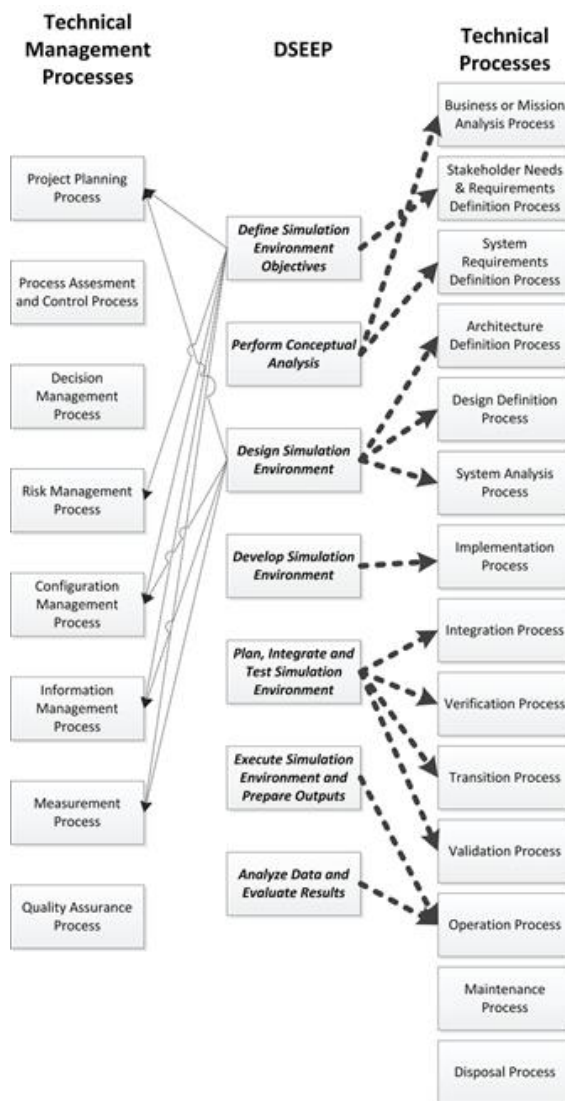 Technical
Management
Processes
Project Planning
Process
Process Assesment
and Control Process
Decision
Management
Process
Risk Management
Process
Configuration
Management
Process
Information
Management
Process
Measurement
Process
Quality Assurance
Process
DSEEP
Define Simulation
Environment
Objectives
Perform Conceptual
Analysis
Design Simulation
Environment
Develop Simulation
Environment
Plan, Integrate and
Test Simulation
Environment
Execute Simulation
Environment and
Prepare Outputs
Analyze Data and
Evaluate Results
Technical
Processes
Business or Mission
Analysis Process
Stakeholder Needs
& Requirements
Definition Process
System
Requirements
Definition Process
Architecture
Definition Process
Design Definition
Process
System Analysis
Process
Implementation
Process
Integration Process
Verification Process
Transition Process
Validation Process
Operation Process
Maintenance
Process
Disposal Process